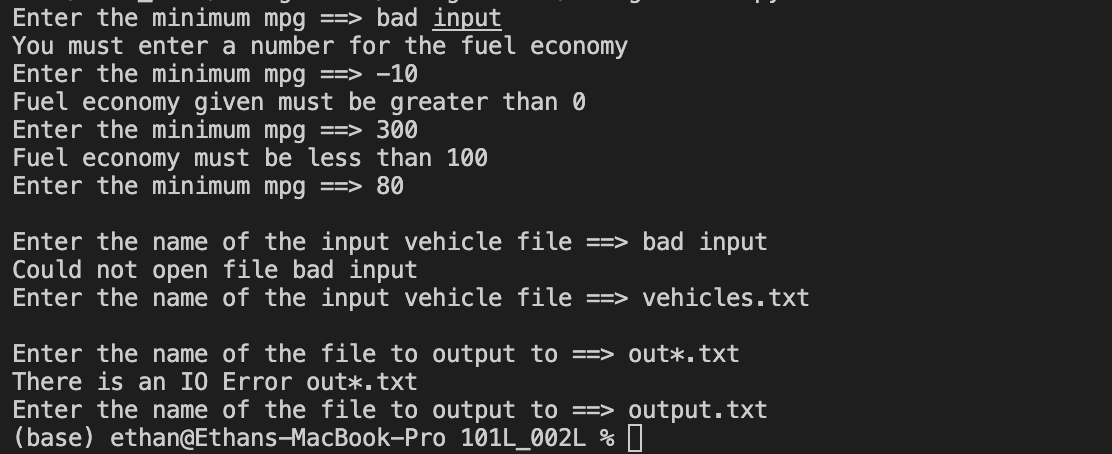 Enter the minimum mpg ==> bad input
You must enter a number for the fuel economy
Enter the minimum mpg ==> -10
Fuel economy given must be greater than 0
Enter the minimum mpg ==> 300
Fuel economy must be less than 100
Enter the minimum mpg ==> 80
Enter the name of the input vehicle file ==> bad input
Could not open file bad input
Enter the name of the input vehicle file ==> vehicles.txt
Enter the name of the file to output to ==> out*.txt
There is an IO Error out*.txt
Enter the name of the file to output to ==> output.txt
(base) ethan@Ethans-MacBook-Pro 101L_002L %